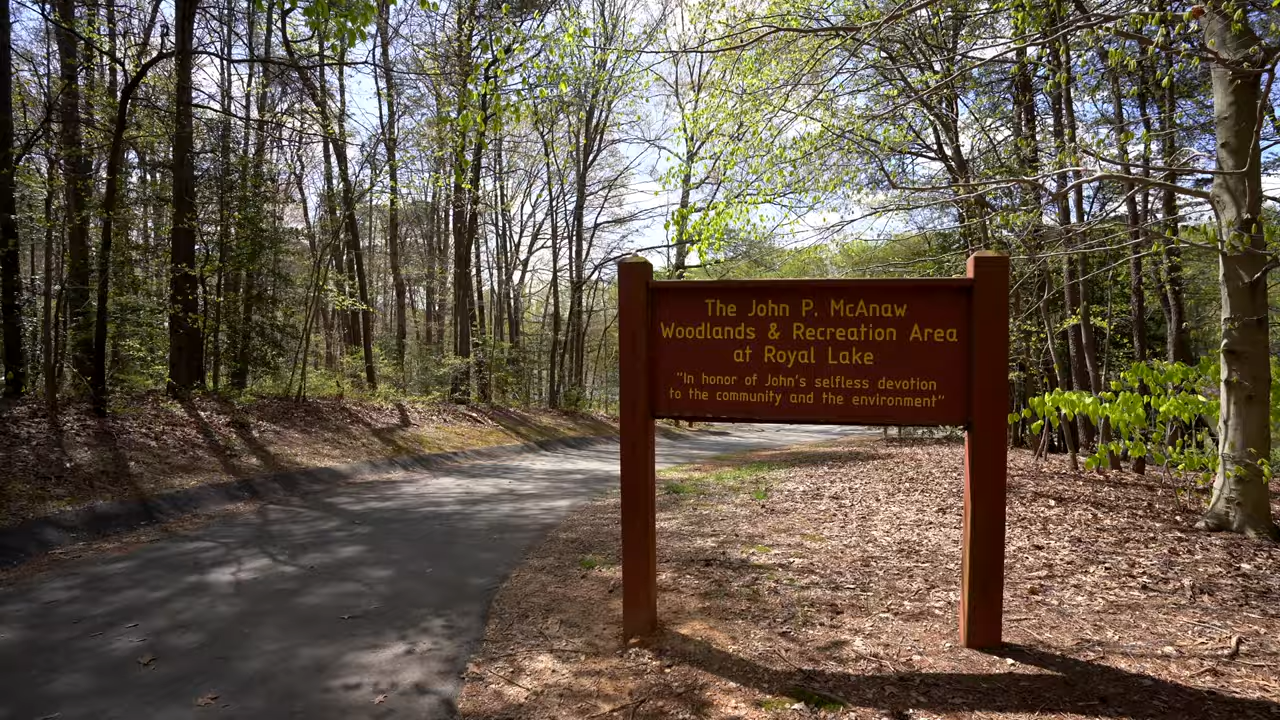 The John P. McAnaw
Woodlands & Recreation Area
at Royal Lake
"In honor of John's selfless devotion
to the community and the environment"